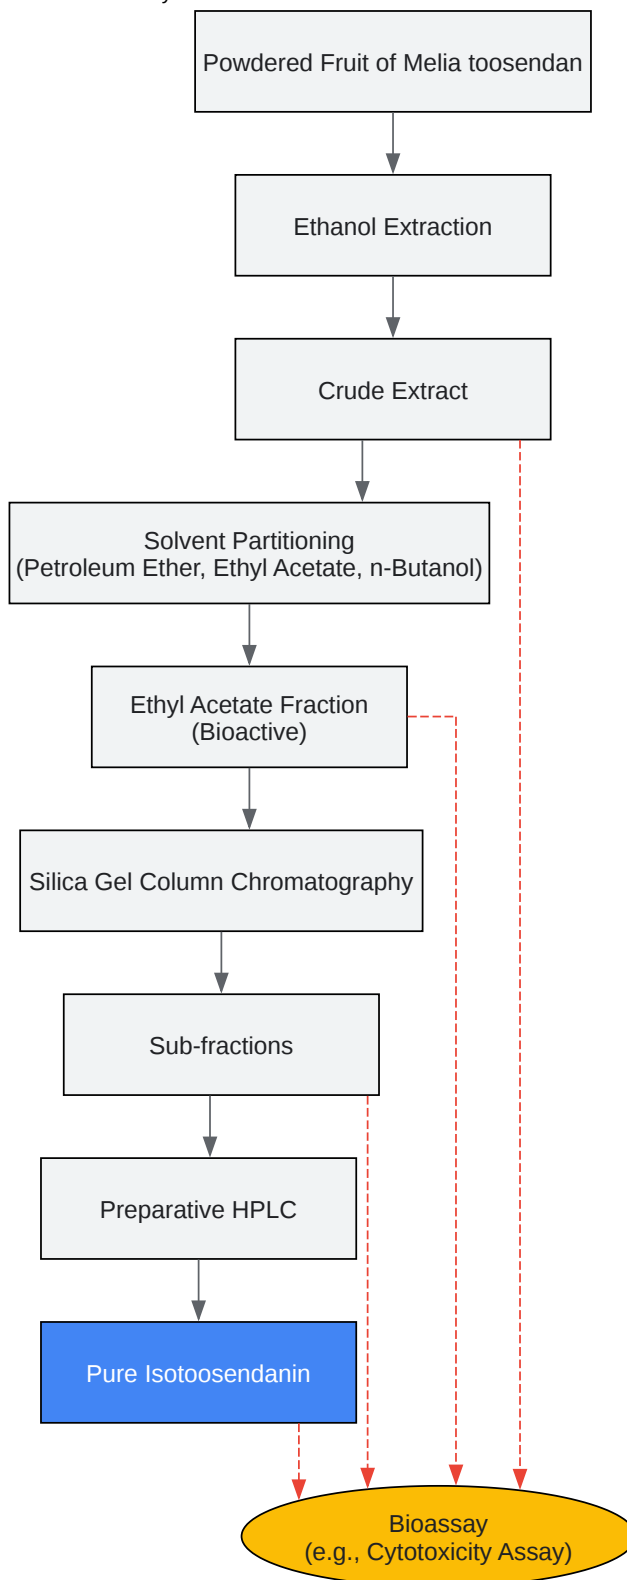 Powdered Fruit of Melia toosendan
Ethanol Extraction
Crude Extract
Solvent Partitioning
(Petroleum Ether, Ethyl Acetate, n-Butanol)
Ethyl Acetate Fraction
(Bioactive)
Silica Gel Column Chromatography
Sub-fractions
Preparative HPLC
Pure Isotoosendanin
Bioassay
(e.g., Cytotoxicity Assay)